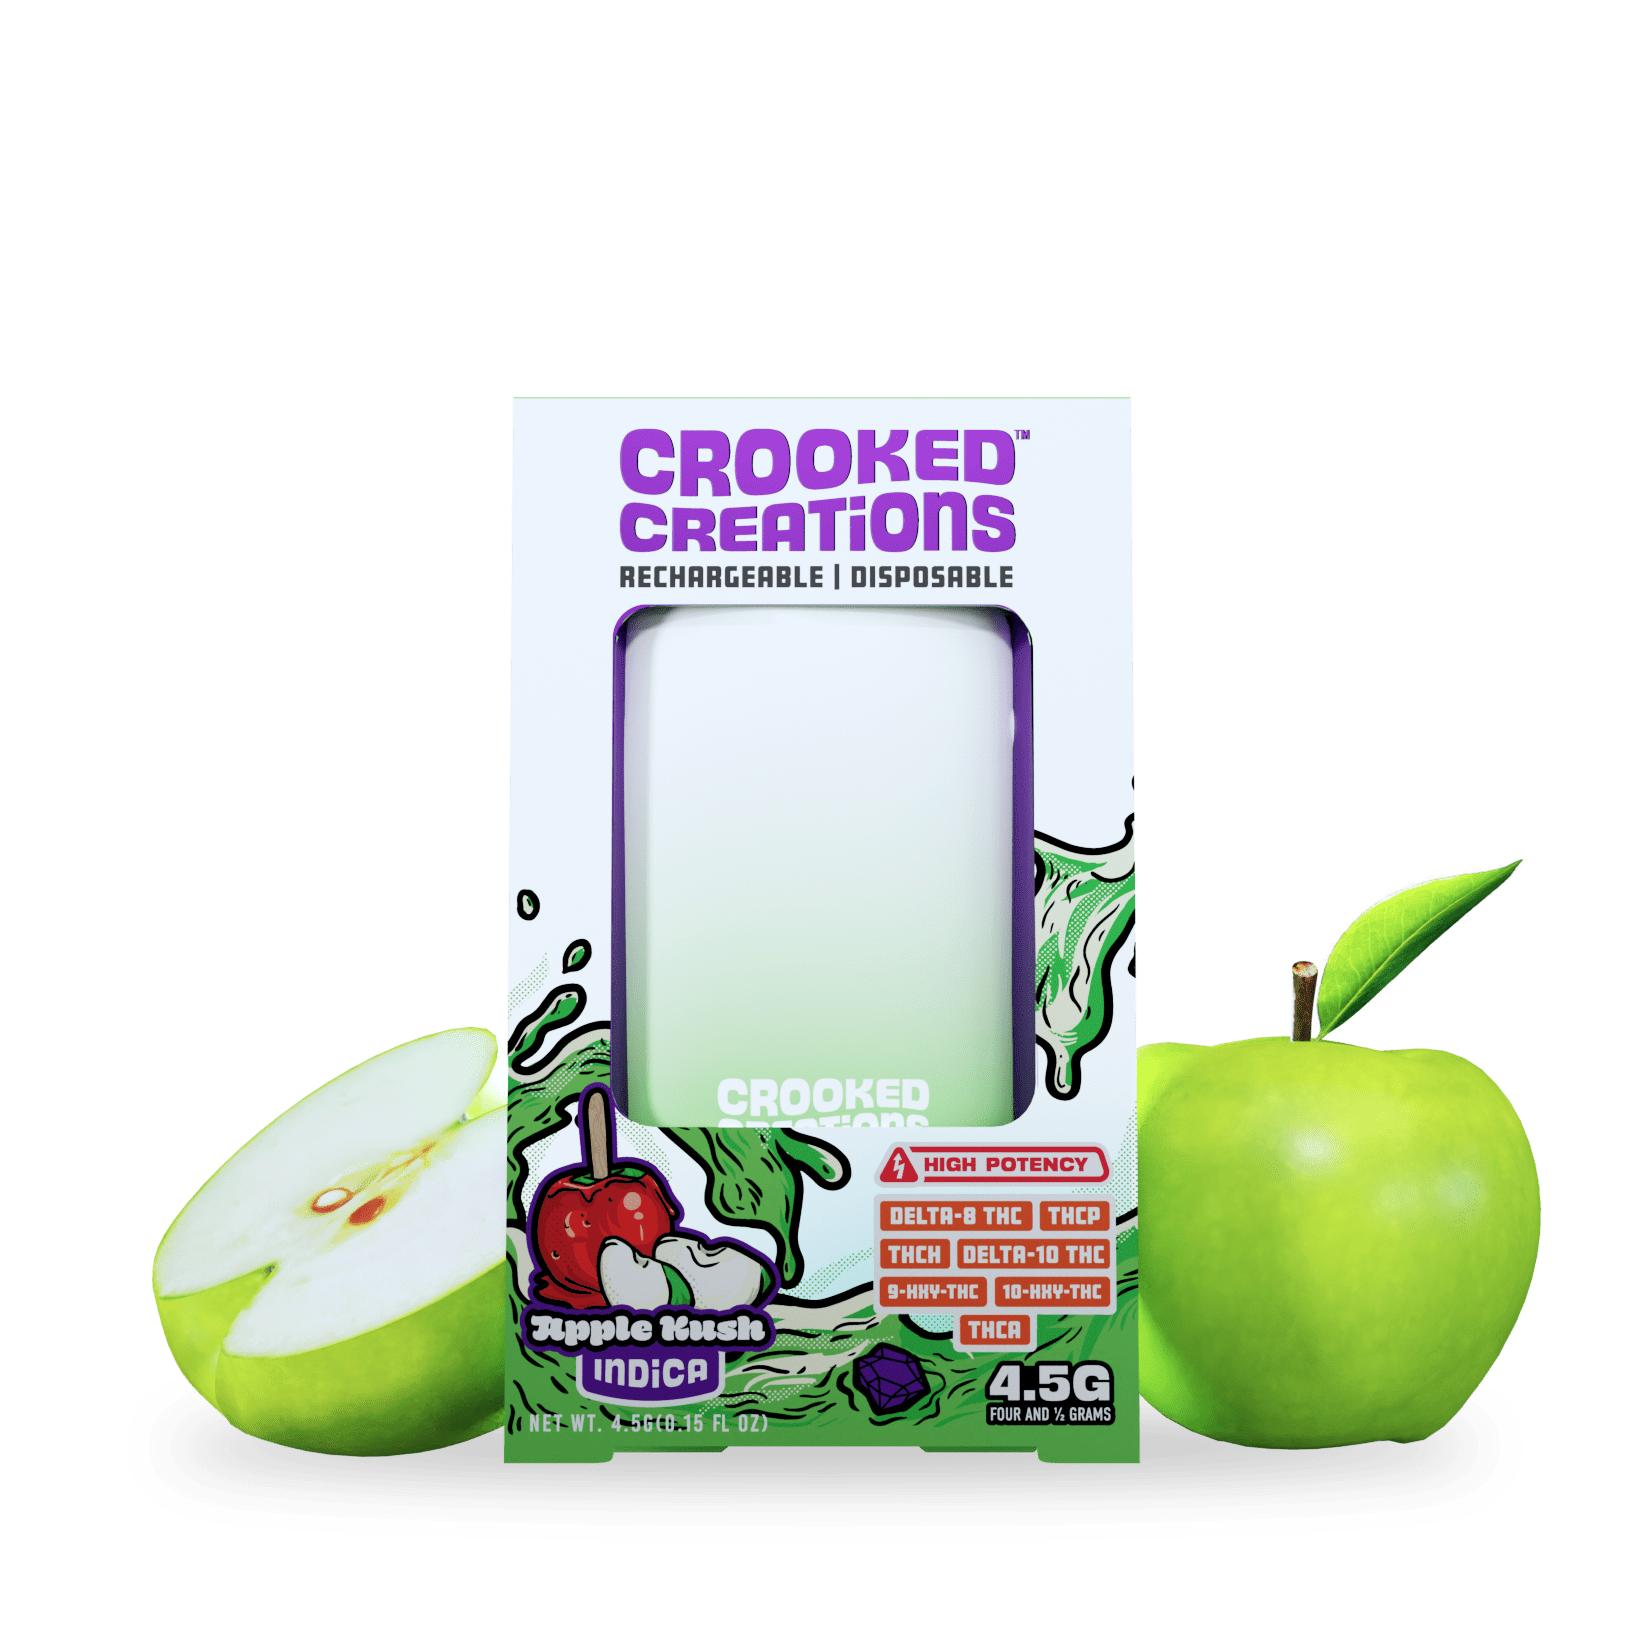 CROOKED™
CREATIONS
RECHARGEABLE | DISPOSABLE
CROOKED
CREATIONS
HIGH POTENCY
DELTA-8 THC THCP
THCH DELTA-10 THC
9-HXY-THC 10-HXY-THC
THCA
Apple Kush
INDICA
4.5G
FOUR AND ½ GRAMS
NET WT. 4.5G(0.15 FL OZ)